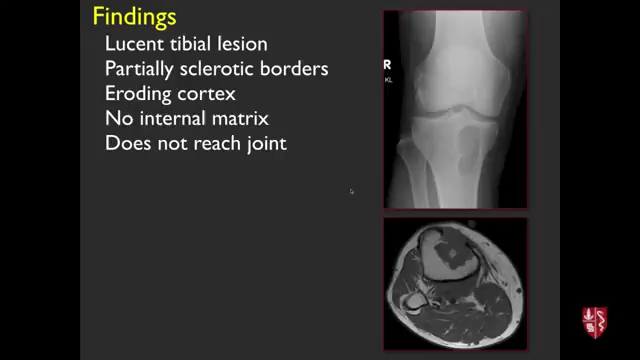 Findings
Lucent tibial lesion
Partially sclerotic borders
Eroding cortex
No internal matrix
Does not reach joint
R
KL